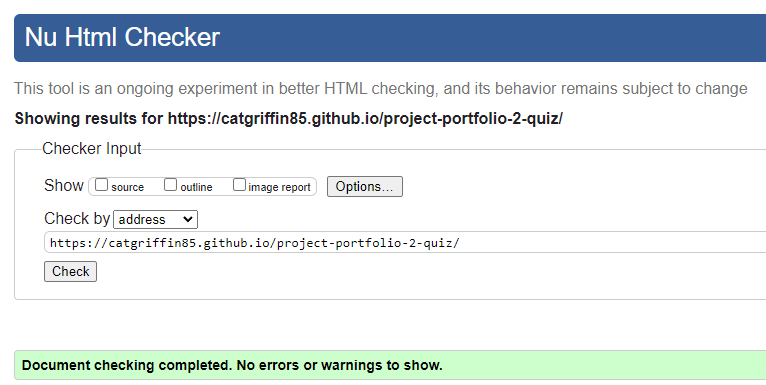 Nu Html Checker
This tool is an ongoing experiment in better HTML checking, and its behavior remains subject to change
Showing results for https://catgriffin85.github.io/project-portfolio-2-quiz/
Checker Input
Show source outline image report Options...
Check by address
https://catgriffin85.github.io/project-portfolio-2-quiz/
Check
Document checking completed. No errors or warnings to show.